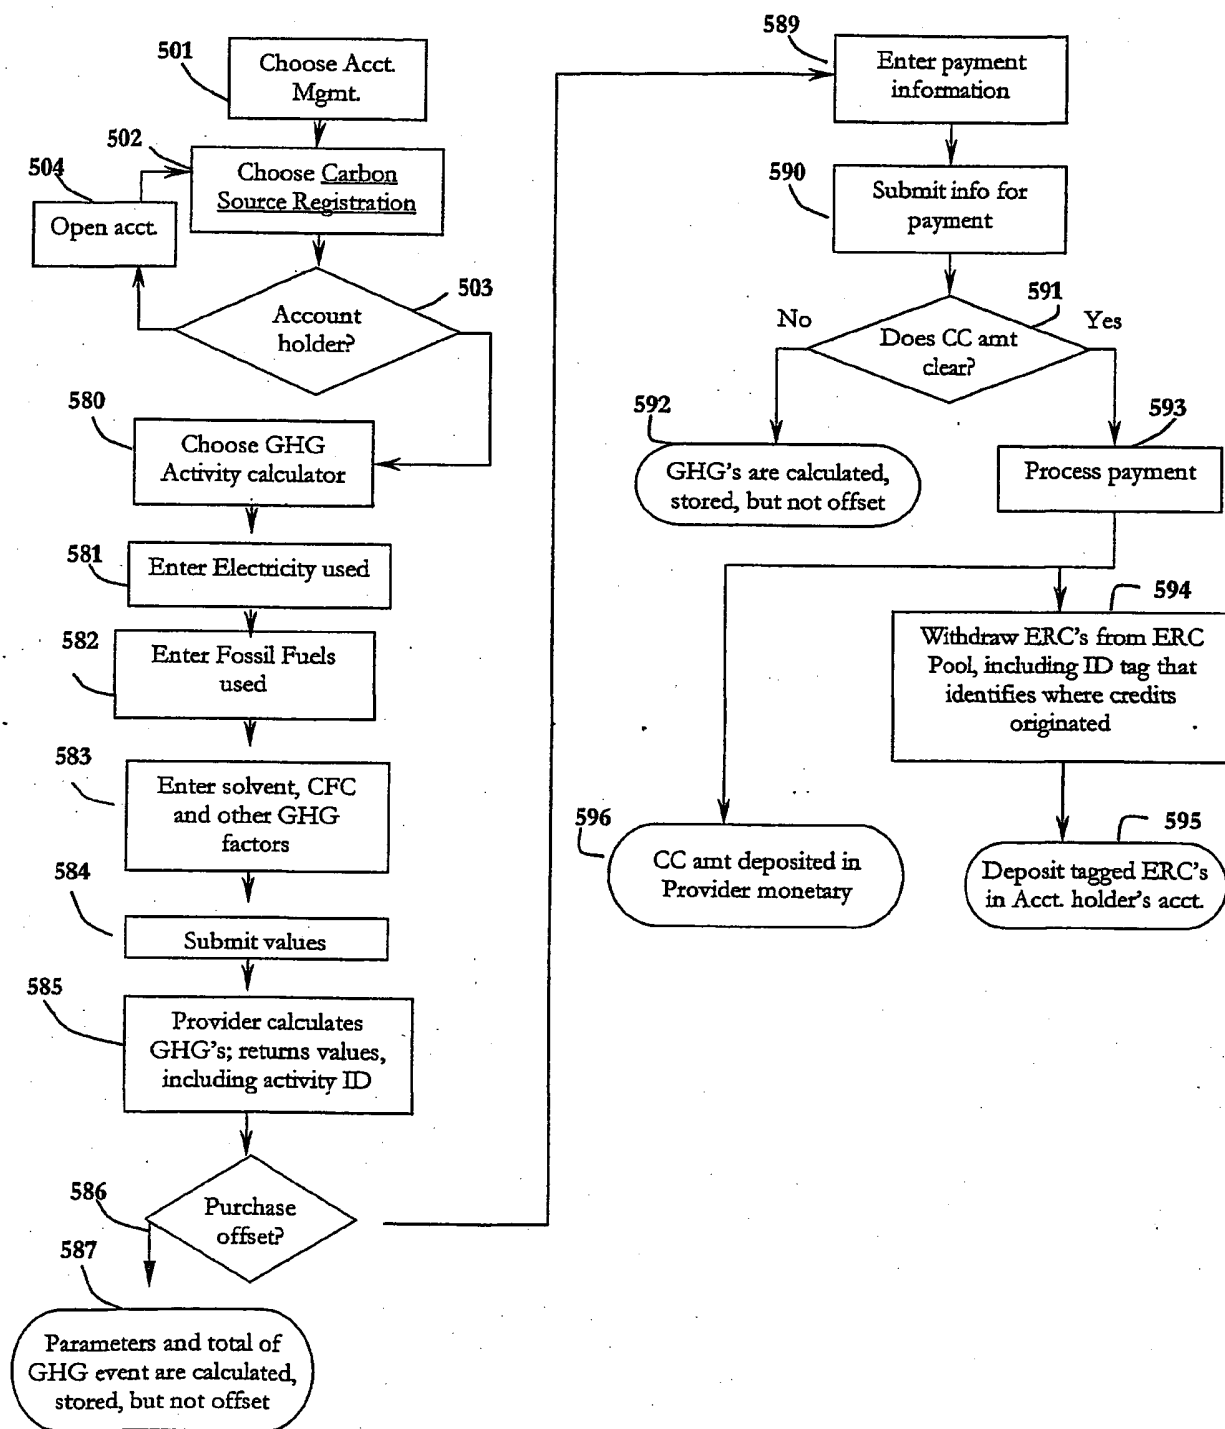 501
Choose Acct.
Mgmt.
502
Choose Carbon
Source Registration
504
Open acct.
503
Account
holder?
580
Choose GHG
Activity calculator
581
Enter Electricity used
582
Enter Fossil Fuels
used
583
Enter solvent, CFC
and other GHG
factors
584
Submit values
585
Provider calculates
GHG's; returns values,
including activity ID
586
Purchase
offset?
587
Parameters and total of
GHG event are calculated,
stored, but not offset
589
Enter payment
information
590
Submit info for
payment
591
No
Yes
Does CC amt
clear?
592
GHG's are calculated,
stored, but not offset
593
Process payment
594
Withdraw ERC's from ERC
Pool, including ID tag that
identifies where credits
originated
596
CC amt deposited in
Provider monetary
595
Deposit tagged ERC's
in Acct. holder's acct.